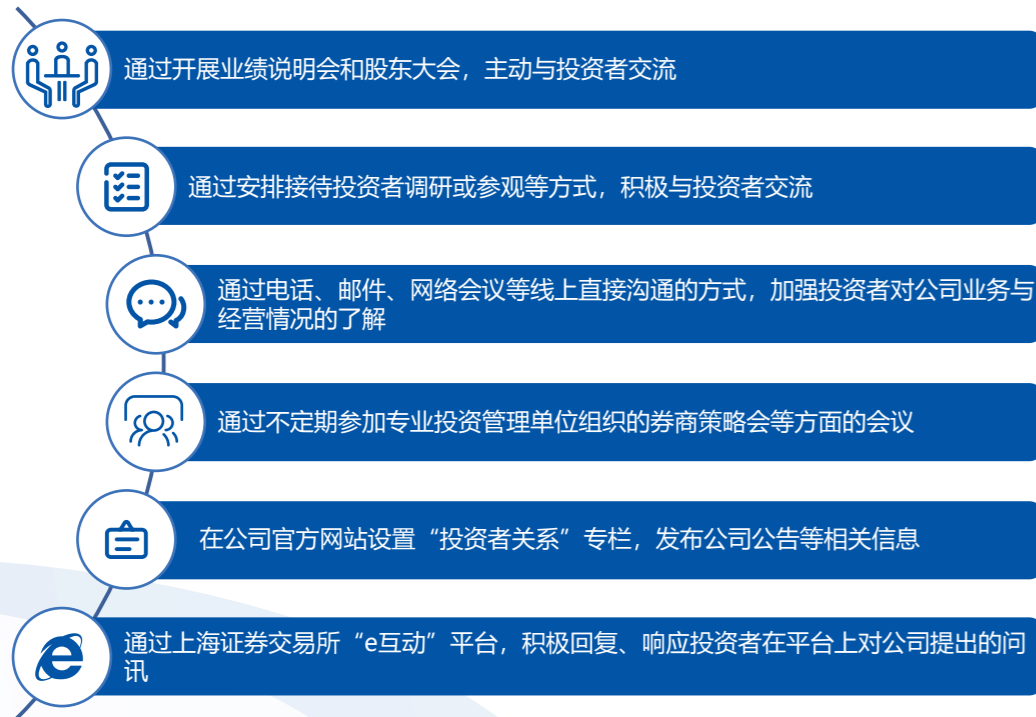 通过开展业绩说明会和股东大会，主动与投资者交流
通过安排接待投资者调研或参观等方式，积极与投资者交流
通过电话、邮件、网络会议等线上直接沟通的方式，加强投资者对公司业务与
经营情况的了解
通过不定期参加专业投资管理单位组织的券商策略会等方面的会议
在公司官方网站设置“投资者关系”专栏，发布公司公告等相关信息
通过上海证券交易所“e互动”平台，积极回复、响应投资者在平台上对公司提出的问
讯